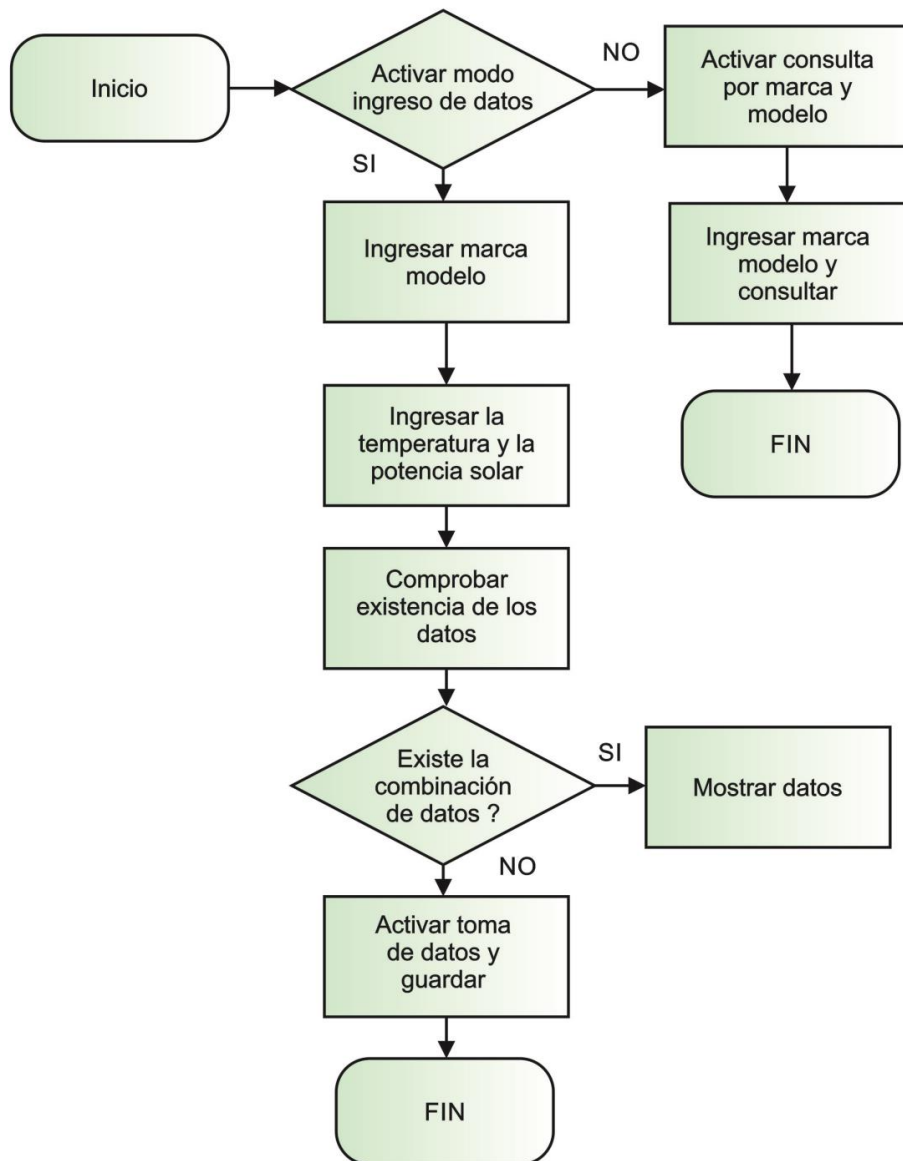 Inicio
Activar modo
ingreso de datos
NO
Activar consulta
por marca y
modelo
SI
Ingresar marca
modelo
Ingresar marca
modelo y
consultar
Ingresar la
temperatura y la
potencia solar
FIN
Comprobar
existencia de los
datos
Existe la
combinación
de datos ?
SI
Mostrar datos
NO
Activar toma
de datos y
guardar
FIN